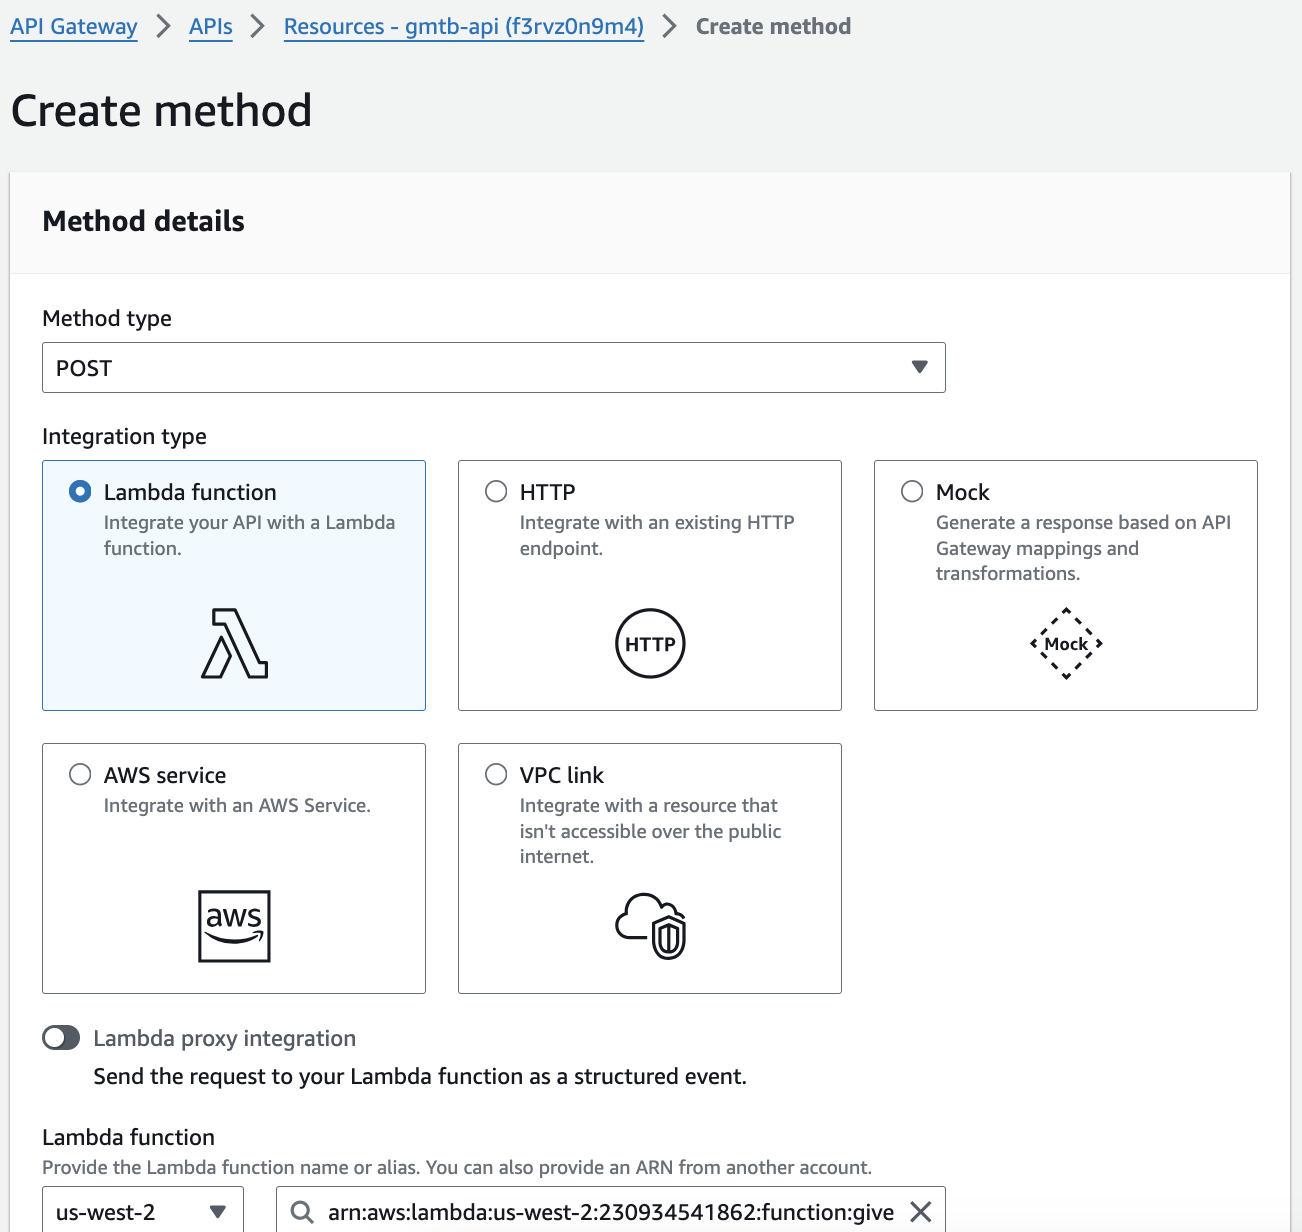 API Gateway > APIs > Resources - gmtb-api (f3rvz0n9m4) > Create method
Create method
Method details
Method type
POST
Integration type
Lambda function
Integrate your API with a Lambda
function.
HTTP
Integrate with an existing HTTP
endpoint.
HTTP
Mock
Generate a response based on API
Gateway mappings and
transformations.
Mock
AWS service
Integrate with an AWS Service.
aws
VPC link
Integrate with a resource that
isn't accessible over the public
internet.
Lambda proxy integration
Send the request to your Lambda function as a structured event.
Lambda function
Provide the Lambda function name or alias. You can also provide an ARN from another account.
us-west-2
arn:aws:lambda:us-west-2:230934541862:function:give